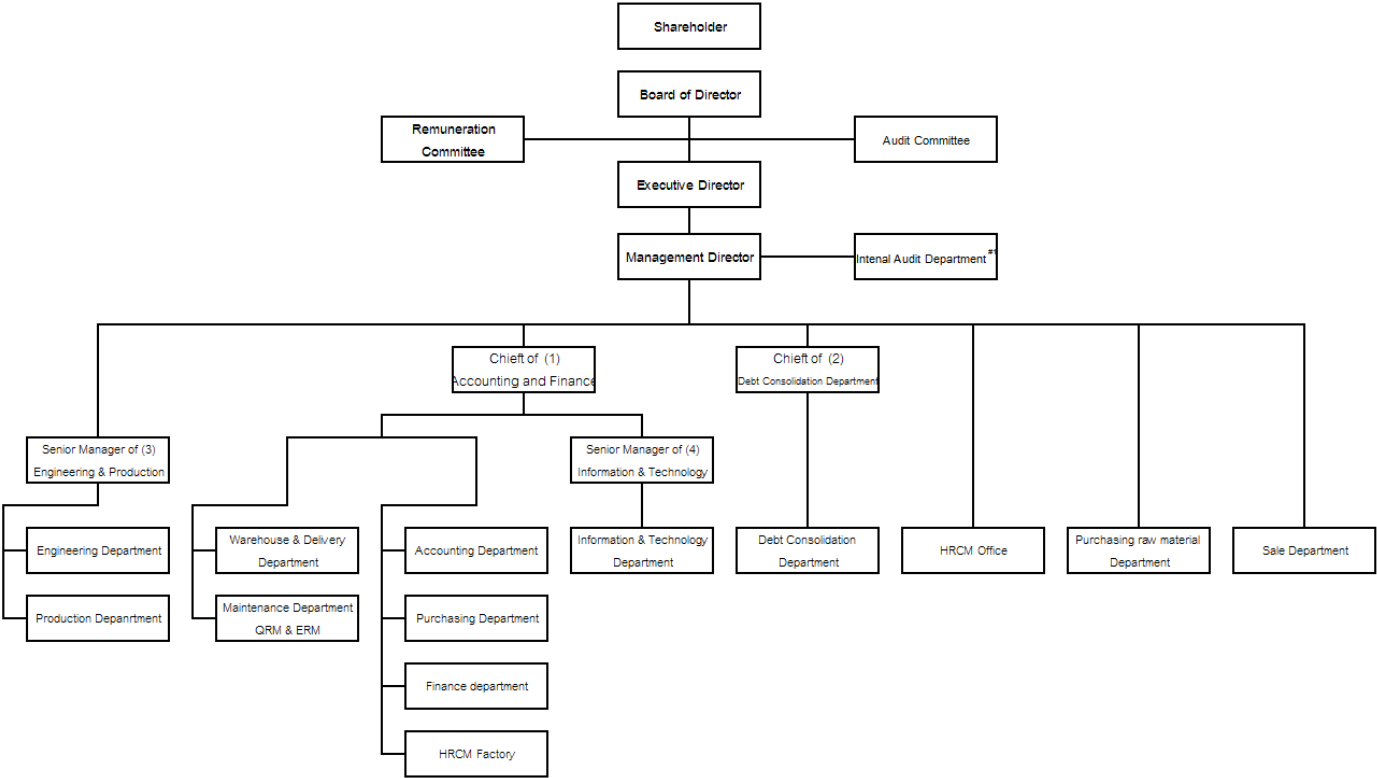 Shareholder
Board of Director
Remuneration
Committee
Audit Committee
Executive Director
Management Director
Intenal Audit Department #1
Chieft of (1)
Accounting and Finance
Chieft of (2)
Debt Consolidation Department
Senior Manager of (3)
Engineering & Production
Senior Manager of (4)
Information & Technology
Engineering Department
Warehouse & Delivery
Department
Accounting Department
Information & Technology
Department
Debt Consolidation
Department
HRCM Office
Purchasing raw material
Department
Sale Department
Production Depanrtment
Maintenance Department
QRM & ERM
Purchasing Department
Finance department
HRCM Factory